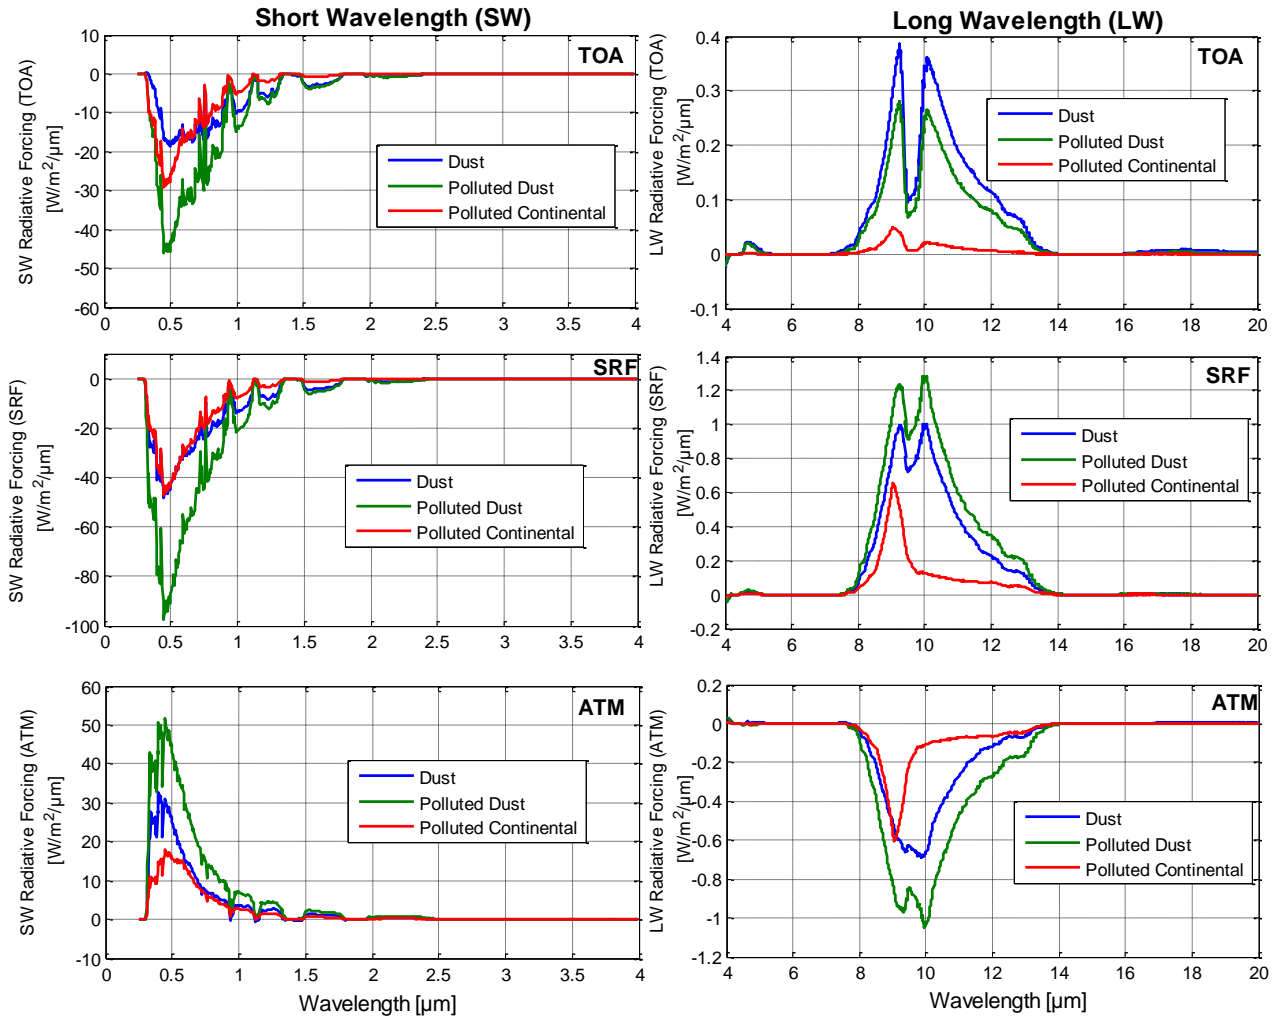 Short Wavelength (SW)
Long Wavelength (LW)
SW Radiative Forcing (TOA)
[W/m²/µm]
10
0
-10
-20
-30
-40
-50
-60
TOA
Dust
Polluted Dust
Polluted Continental
0 0.5 1 1.5 2 2.5 3 3.5 4
LW Radiative Forcing (TOA)
[W/m²/µm]
0.4
0.3
0.2
0.1
0
-0.1
TOA
Dust
Polluted Dust
Polluted Continental
4 6 8 10 12 14 16 18 20
SW Radiative Forcing (SRF)
[W/m²/µm]
0
-20
-40
-60
-80
-100
SRF
Dust
Polluted Dust
Polluted Continental
0 0.5 1 1.5 2 2.5 3 3.5 4
LW Radiative Forcing (SRF)
[W/m²/µm]
1.4
1.2
1
0.8
0.6
0.4
0.2
0
-0.2
SRF
Dust
Polluted Dust
Polluted Continental
4 6 8 10 12 14 16 18 20
SW Radiative Forcing (ATM)
[W/m²/µm]
60
50
40
30
20
10
0
-10
ATM
Dust
Polluted Dust
Polluted Continental
0 0.5 1 1.5 2 2.5 3 3.5 4
Wavelength [µm]
LW Radiative Forcing (ATM)
[W/m²/µm]
0.2
0
-0.2
-0.4
-0.6
-0.8
-1
-1.2
ATM
Dust
Polluted Dust
Polluted Continental
4 6 8 10 12 14 16 18 20
Wavelength [µm]